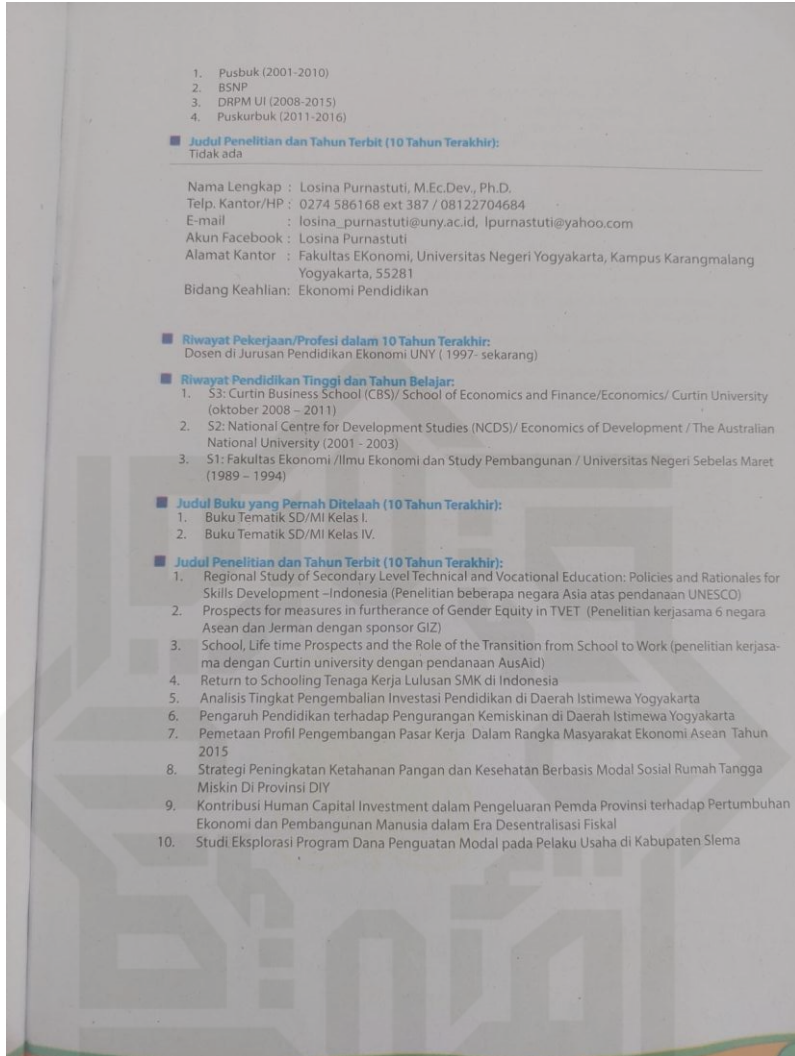 1. Pusbuk (2001-2010)
2. BSNP
3. DRPM UI (2008-2015)
4. Puskurbuk (2011-2016)
Judul Penelitian dan Tahun Terbit (10 Tahun Terakhir):
Tidak ada
Nama Lengkap : Losina Purnastuti, M.Ec.Dev., Ph.D.
Telp. Kantor/HP : 0274 586168 ext 387 / 08122704684
E-mail : losina_purnastuti@uny.ac.id, lpurnastuti@yahoo.com
Akun Facebook : Losina Purnastuti
Alamat Kantor : Fakultas EKonomi, Universitas Negeri Yogyakarta, Kampus Karangmalang
Yogyakarta, 55281
Bidang Keahlian: Ekonomi Pendidikan
Riwayat Pekerjaan/Profesi dalam 10 Tahun Terakhir:
Dosen di Jurusan Pendidikan Ekonomi UNY ( 1997- sekarang)
Riwayat Pendidikan Tinggi dan Tahun Belajar:
1. S3: Curtin Business School (CBS)/ School of Economics and Finance/Economics/ Curtin University
(oktober 2008 – 2011)
2. S2: National Centre for Development Studies (NCDS)/ Economics of Development / The Australian
National University (2001 - 2003)
3. S1: Fakultas Ekonomi /Ilmu Ekonomi dan Study Pembangunan / Universitas Negeri Sebelas Maret
(1989 – 1994)
Judul Buku yang Pernah Ditelaah (10 Tahun Terakhir):
1. Buku Tematik SD/MI Kelas I.
2. Buku Tematik SD/MI Kelas IV.
Judul Penelitian dan Tahun Terbit (10 Tahun Terakhir):
1. Regional Study of Secondary Level Technical and Vocational Education: Policies and Rationales for
Skills Development –Indonesia (Penelitian beberapa negara Asia atas pendanaan UNESCO)
2. Prospects for measures in furtherance of Gender Equity in TVET (Penelitian kerjasama 6 negara
Asean dan Jerman dengan sponsor GIZ)
3. School, Life time Prospects and the Role of the Transition from School to Work (penelitian kerjasa-
ma dengan Curtin university dengan pendanaan AusAid)
4. Return to Schooling Tenaga Kerja Lulusan SMK di Indonesia
5. Analisis Tingkat Pengembalian Investasi Pendidikan di Daerah Istimewa Yogyakarta
6. Pengaruh Pendidikan terhadap Pengurangan Kemiskinan di Daerah Istimewa Yogyakarta
7. Pemetaan Profil Pengembangan Pasar Kerja Dalam Rangka Masyarakat Ekonomi Asean Tahun
2015
8. Strategi Peningkatan Ketahanan Pangan dan Kesehatan Berbasis Modal Sosial Rumah Tangga
Miskin Di Provinsi DIY
9. Kontribusi Human Capital Investment dalam Pengeluaran Pemda Provinsi terhadap Pertumbuhan
Ekonomi dan Pembangunan Manusia dalam Era Desentralisasi Fiskal
10. Studi Eksplorasi Program Dana Penguatan Modal pada Pelaku Usaha di Kabupaten Slema